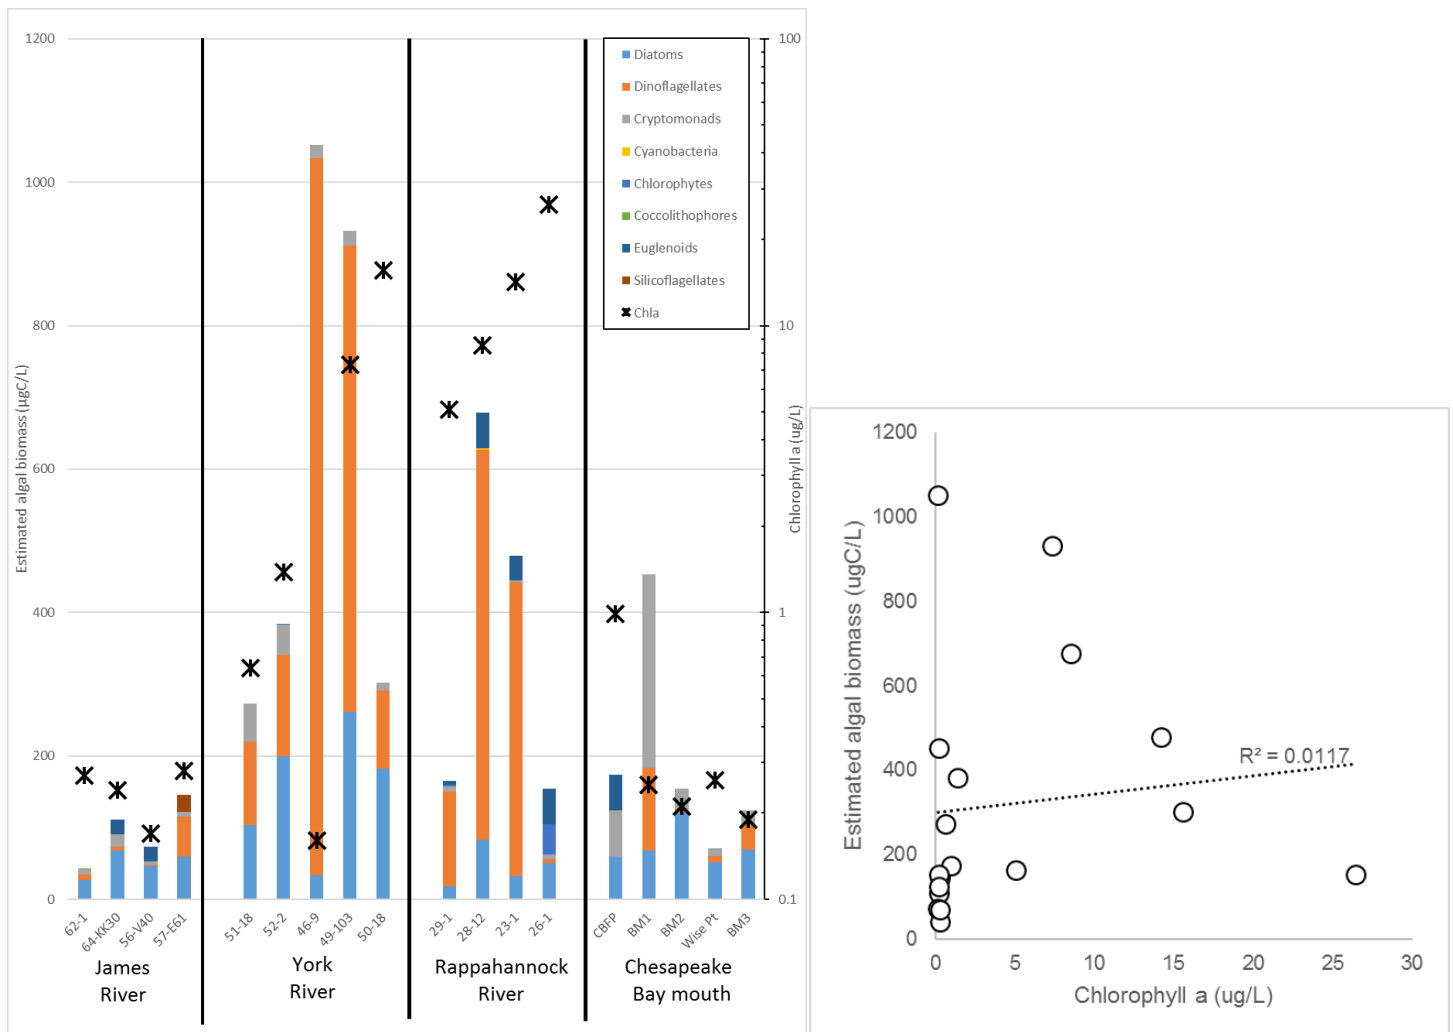 1200
1000
800
600
400
200
0
Estimated algal biomass (µgC/L)
100
10
1
0.1
Chlorophyll a (ug/L)
Diatoms
Dinoflagellates
Cryptomonads
Cyanobacteria
Chlorophytes
Coccolithophores
Euglenoids
Silicoflagellates
Chla
62-1
64-KK30
56-V40
57-E61
51-18
52-2
46-9
49-103
50-18
29-1
28-12
23-1
26-1
CBFP
BM1
BM2
Wise Pt
BM3
James
River
York
River
Rappahannock
River
Chesapeake
Bay mouth
1200
1000
800
600
400
200
0
Estimated algal biomass (ugC/L)
R² = 0.0117
0
5
10
15
20
25
30
Chlorophyll a (ug/L)